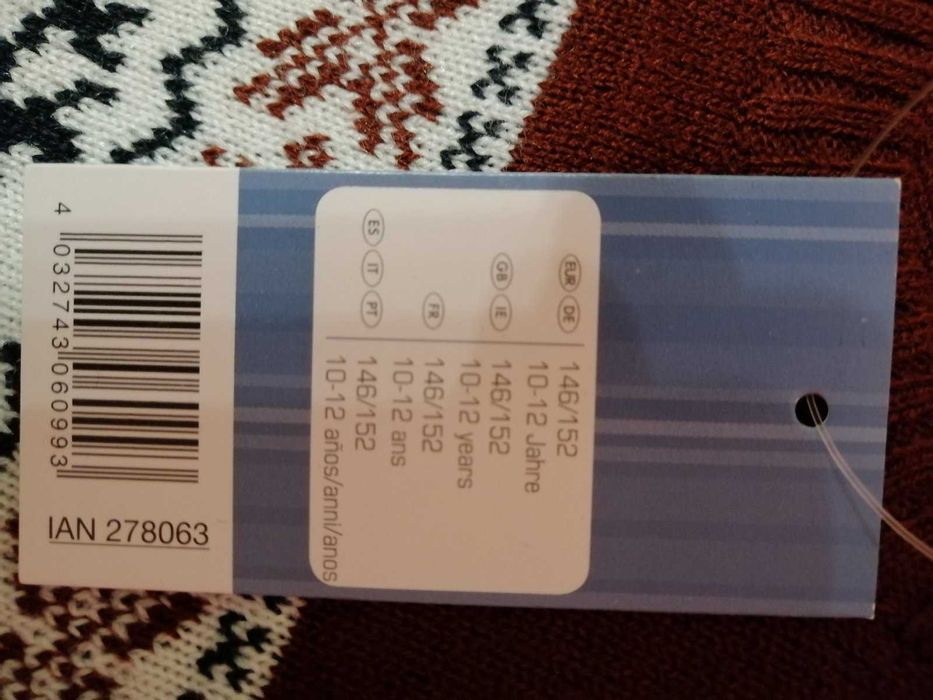 EUR DE 146/152
10-12 Jahre
GB IE 146/152
10-12 years
FR 146/152
10-12 ans
ES IT PT 146/152
10-12 años/anni/anos
4 032743 060993
IAN 278063